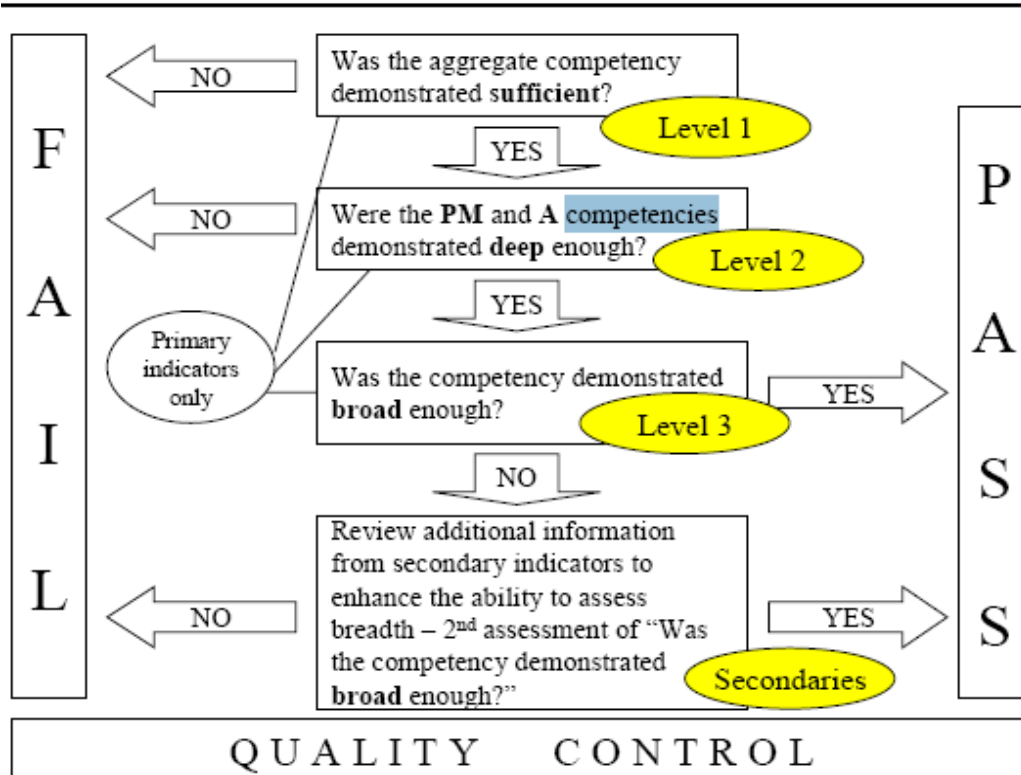 Was the aggregate competency
demonstrated sufficient?
NO
Level 1
YES
Were the PM and A competencies
demonstrated deep enough?
NO
Level 2
YES
Primary
indicators
only
Was the competency demonstrated
broad enough?
YES
Level 3
NO
Review additional information
from secondary indicators to
enhance the ability to assess
breadth – 2nd assessment of “Was
the competency demonstrated
broad enough?”
NO
YES
Secondaries
FAIL
PASS
QUALITY CONTROL